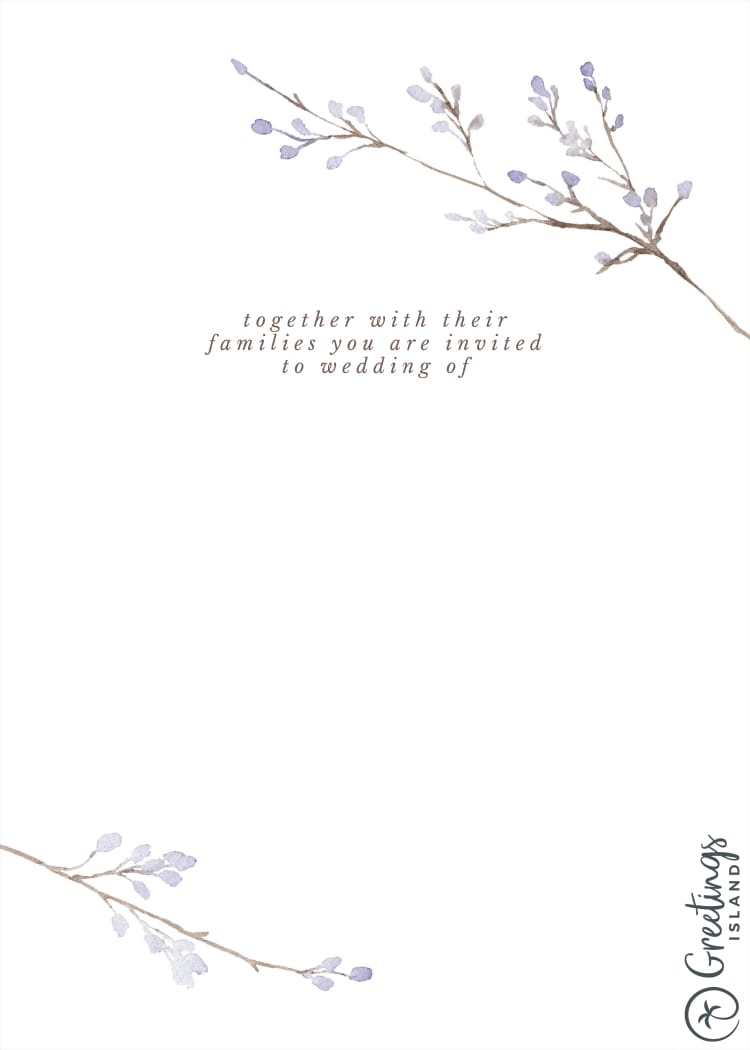 together with their
families you are invited
to wedding of
Greetings
ISLAND